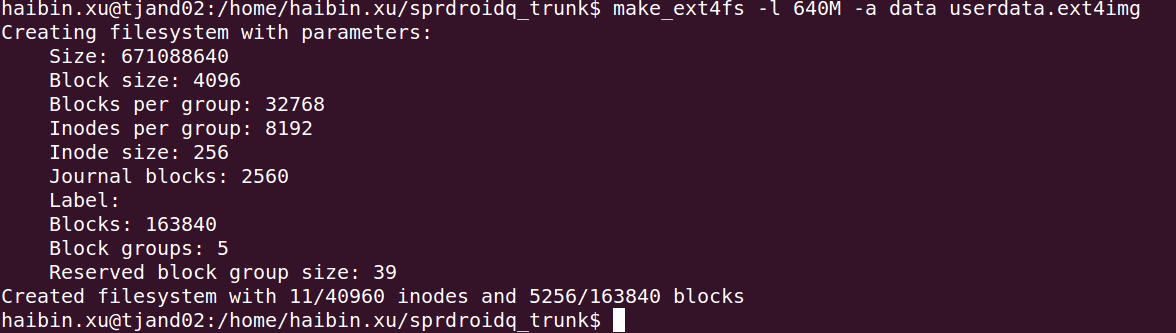 haibin.xu@tjand02:/home/haibin.xu/sprdroidq_trunk$ make_ext4fs -l 640M -a data userdata.ext4img
Creating filesystem with parameters:
    Size: 671088640
    Block size: 4096
    Blocks per group: 32768
    Inodes per group: 8192
    Inode size: 256
    Journal blocks: 2560
    Label:
    Blocks: 163840
    Block groups: 5
    Reserved block group size: 39
Created filesystem with 11/40960 inodes and 5256/163840 blocks
haibin.xu@tjand02:/home/haibin.xu/sprdroidq_trunk$